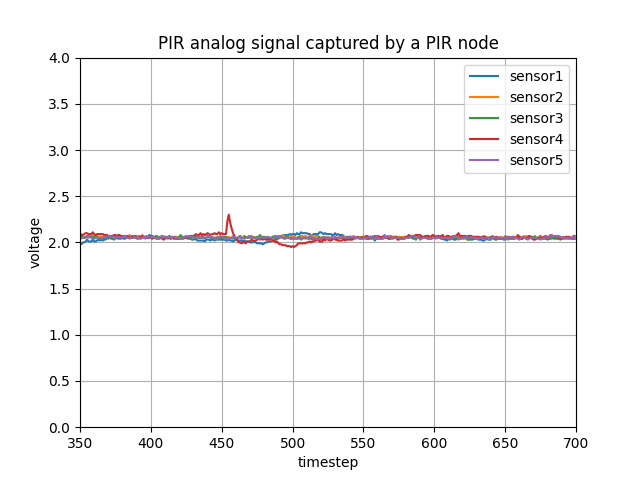 PIR analog signal captured by a PIR node
4.0
3.5
3.0
2.5
2.0
1.5
1.0
0.5
0.0
voltage
sensor1
sensor2
sensor3
sensor4
sensor5
350 400 450 500 550 600 650 700
timestep